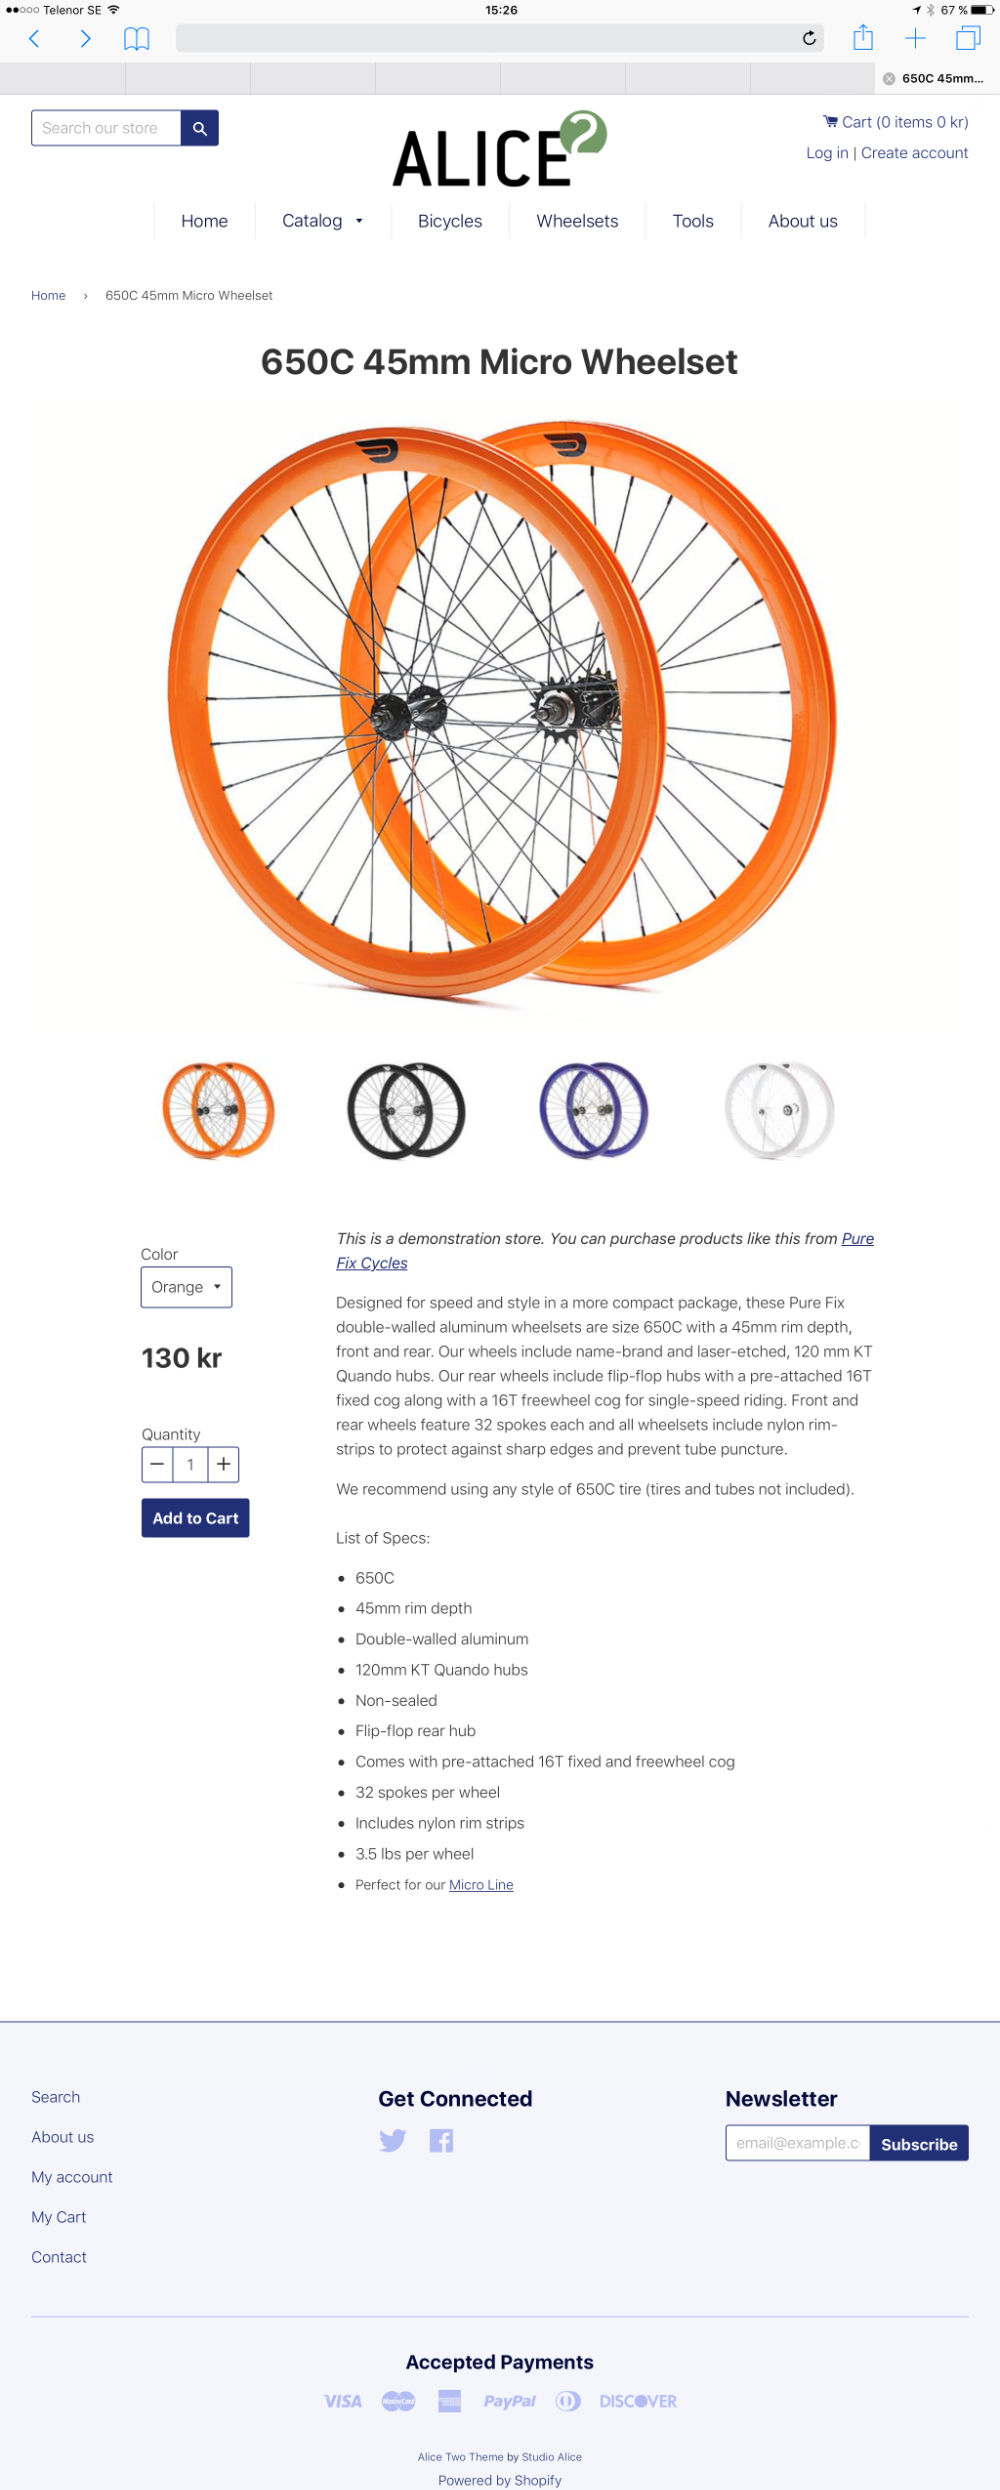 Telenor SE 15:26 67 %
650C 45mm...
Search our store
ALICE 2
Cart (0 items 0 kr)
Log in | Create account
Home Catalog Bicycles Wheelsets Tools About us
Home › 650C 45mm Micro Wheelset
650C 45mm Micro Wheelset
Color
Orange
130 kr
Quantity
1
Add to Cart
This is a demonstration store. You can purchase products like this from Pure
Fix Cycles
Designed for speed and style in a more compact package, these Pure Fix
double-walled aluminum wheelsets are size 650C with a 45mm rim depth,
front and rear. Our wheels include name-brand and laser-etched, 120 mm KT
Quando hubs. Our rear wheels include flip-flop hubs with a pre-attached 16T
fixed cog along with a 16T freewheel cog for single-speed riding. Front and
rear wheels feature 32 spokes each and all wheelsets include nylon rim-
strips to protect against sharp edges and prevent tube puncture.
We recommend using any style of 650C tire (tires and tubes not included).
List of Specs:
• 650C
• 45mm rim depth
• Double-walled aluminum
• 120mm KT Quando hubs
• Non-sealed
• Flip-flop rear hub
• Comes with pre-attached 16T fixed and freewheel cog
• 32 spokes per wheel
• Includes nylon rim strips
• 3.5 lbs per wheel
• Perfect for our Micro Line
Search
About us
My account
My Cart
Contact
Get Connected
Newsletter
email@example.c
Subscribe
Accepted Payments
VISA MasterCard PayPal DISCOVER
Alice Two Theme by Studio Alice
Powered by Shopify